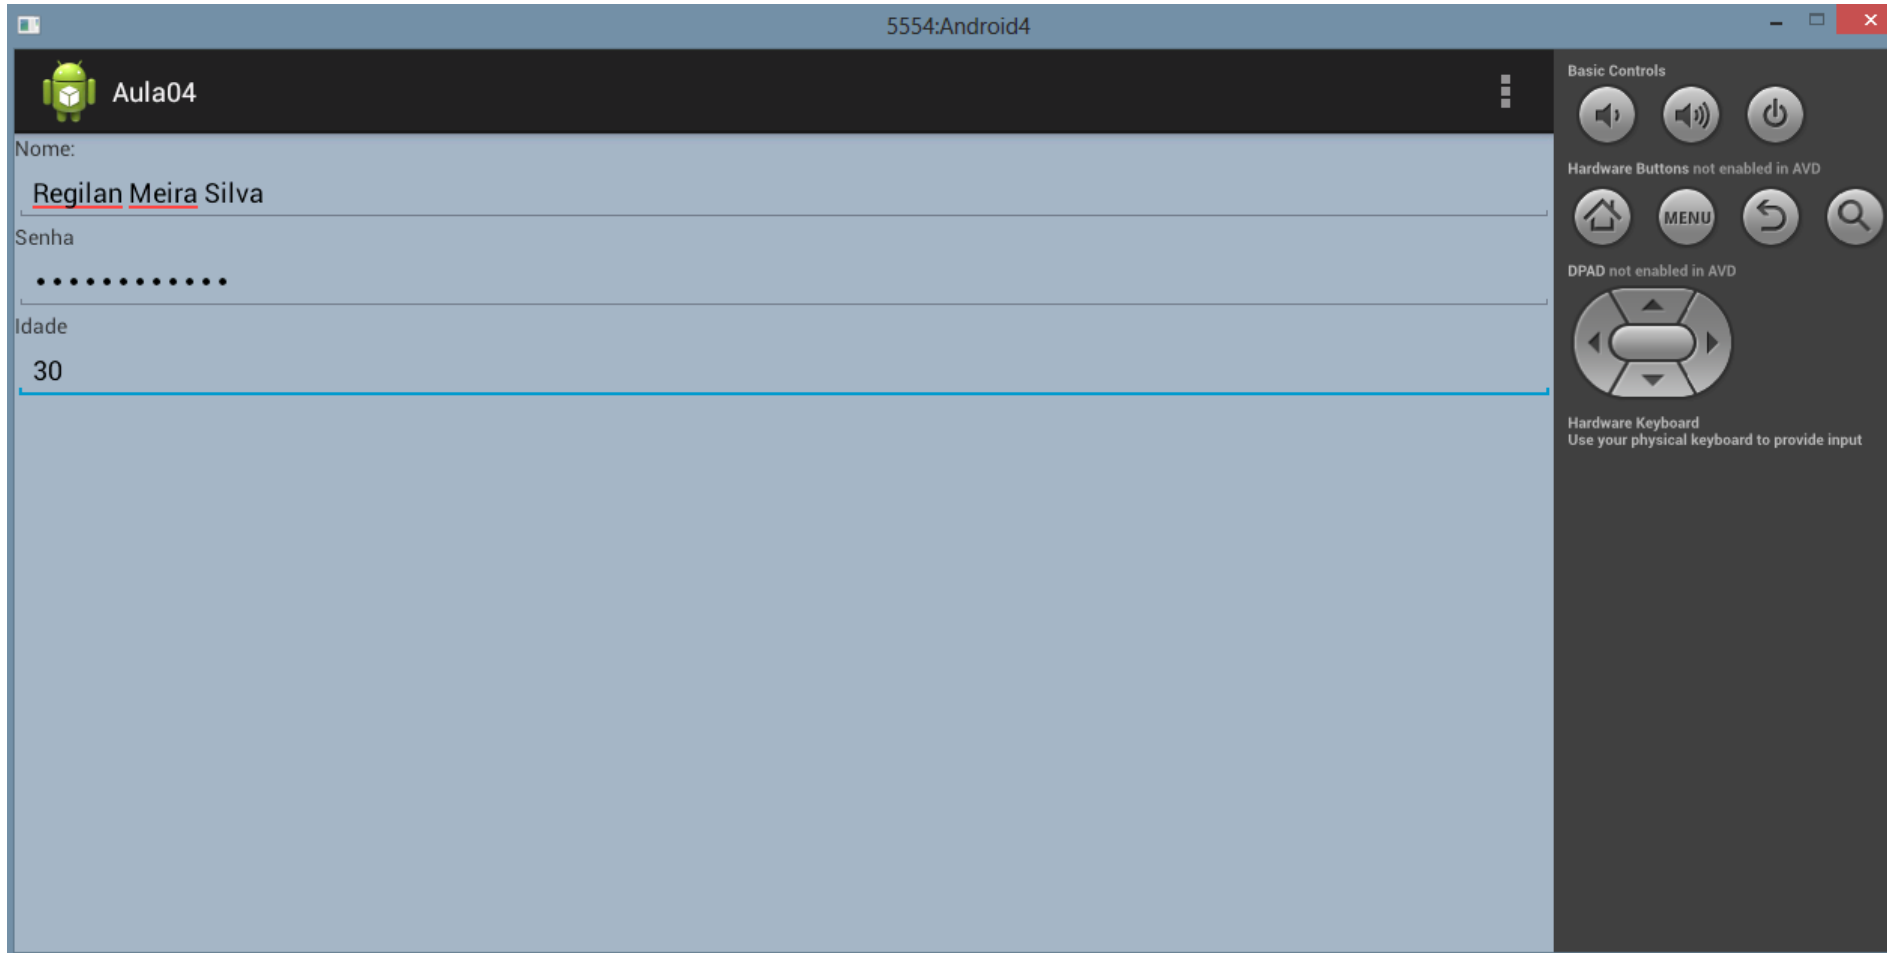 5554:Android4
Aula04
Nome:
Regilan Meira Silva
Senha
••••••••••••
Idade
30
Basic Controls
Hardware Buttons not enabled in AVD
MENU
DPAD not enabled in AVD
Hardware Keyboard
Use your physical keyboard to provide input